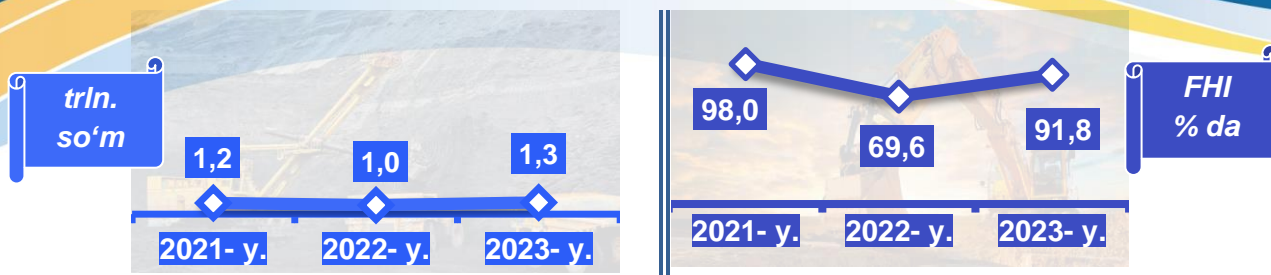 trln.
so‘m
1,2
1,0
1,3
2021- y.
2022- y.
2023- y.
98,0
69,6
91,8
2021- y.
2022- y.
2023- y.
FHI
% da